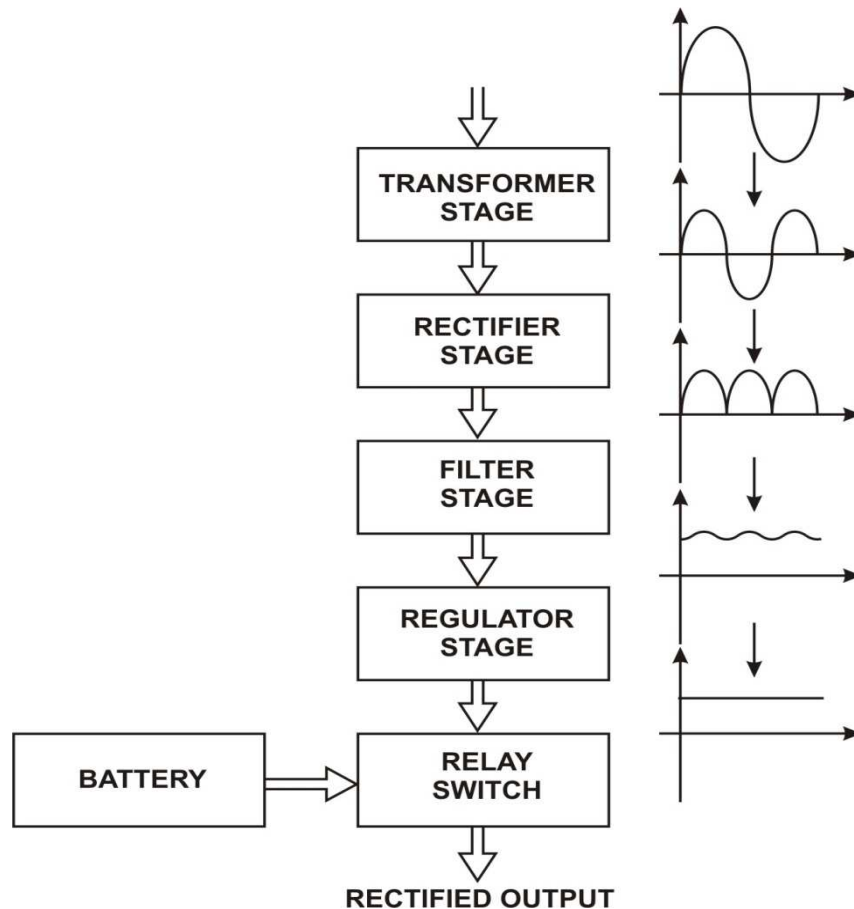 TRANSFORMER
STAGE
RECTIFIER
STAGE
FILTER
STAGE
REGULATOR
STAGE
BATTERY
RELAY
SWITCH
RECTIFIED OUTPUT